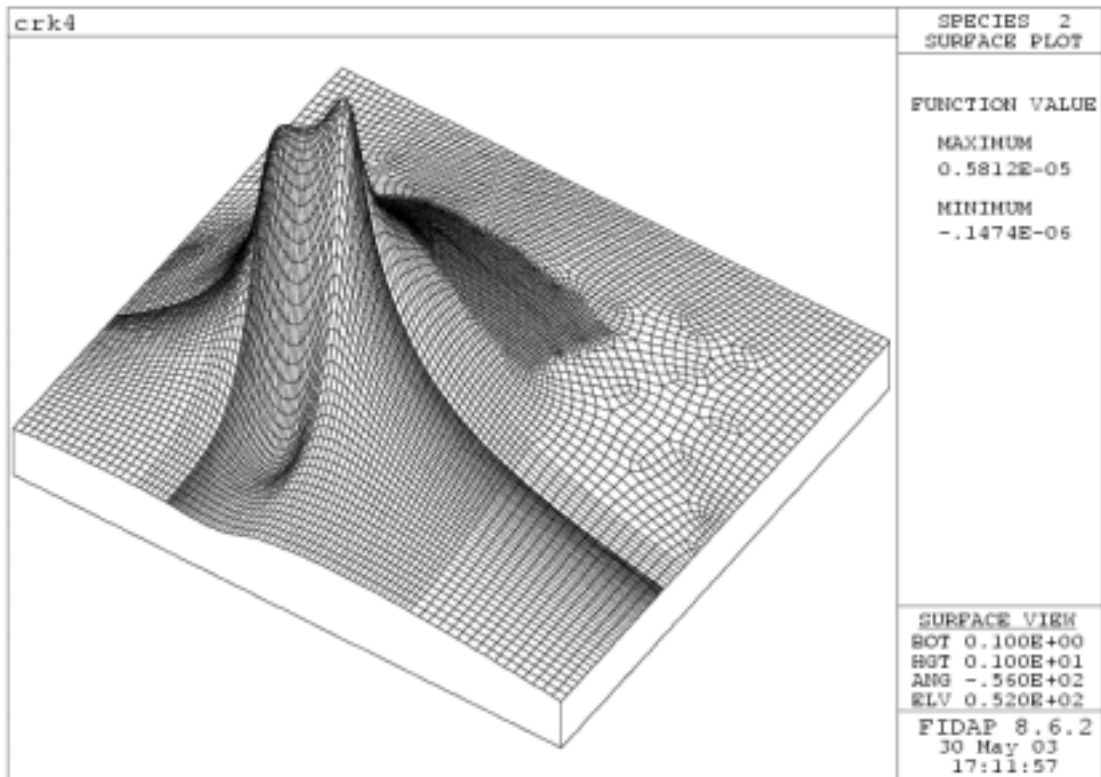 crk4
SPECIES 2
SURFACE PLOT
FUNCTION VALUE
MAXIMUM
0.5812E-05
MINIMUM
-.1474E-06
SURFACE VIEW
BOT 0.100E+00
HGT 0.100E+01
ANG -.560E+02
ELV 0.520E+02
FIDAP 8.6.2
30 May 03
17:11:57